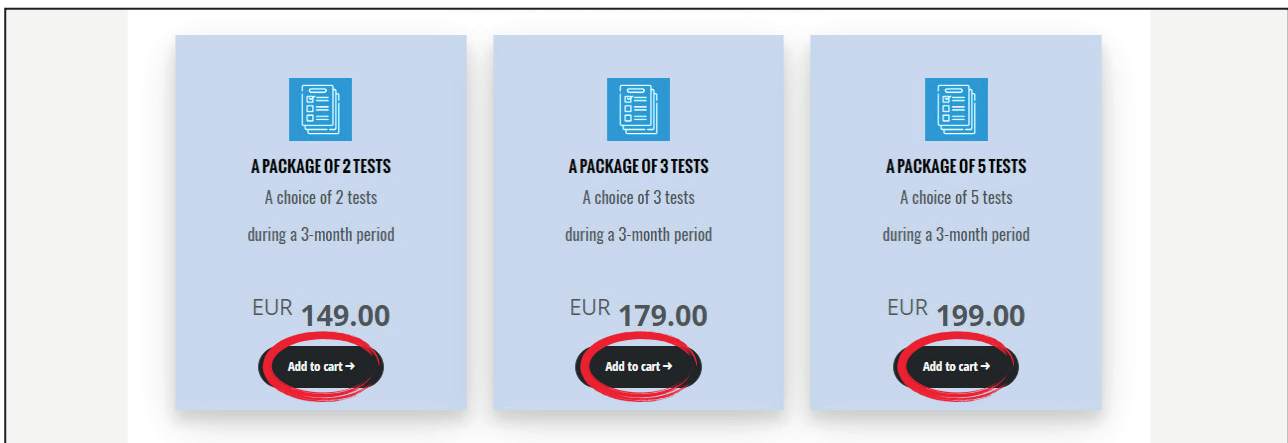 A PACKAGE OF 2 TESTS
A choice of 2 tests
during a 3-month period
EUR 149.00
Add to cart →
A PACKAGE OF 3 TESTS
A choice of 3 tests
during a 3-month period
EUR 179.00
Add to cart →
A PACKAGE OF 5 TESTS
A choice of 5 tests
during a 3-month period
EUR 199.00
Add to cart →